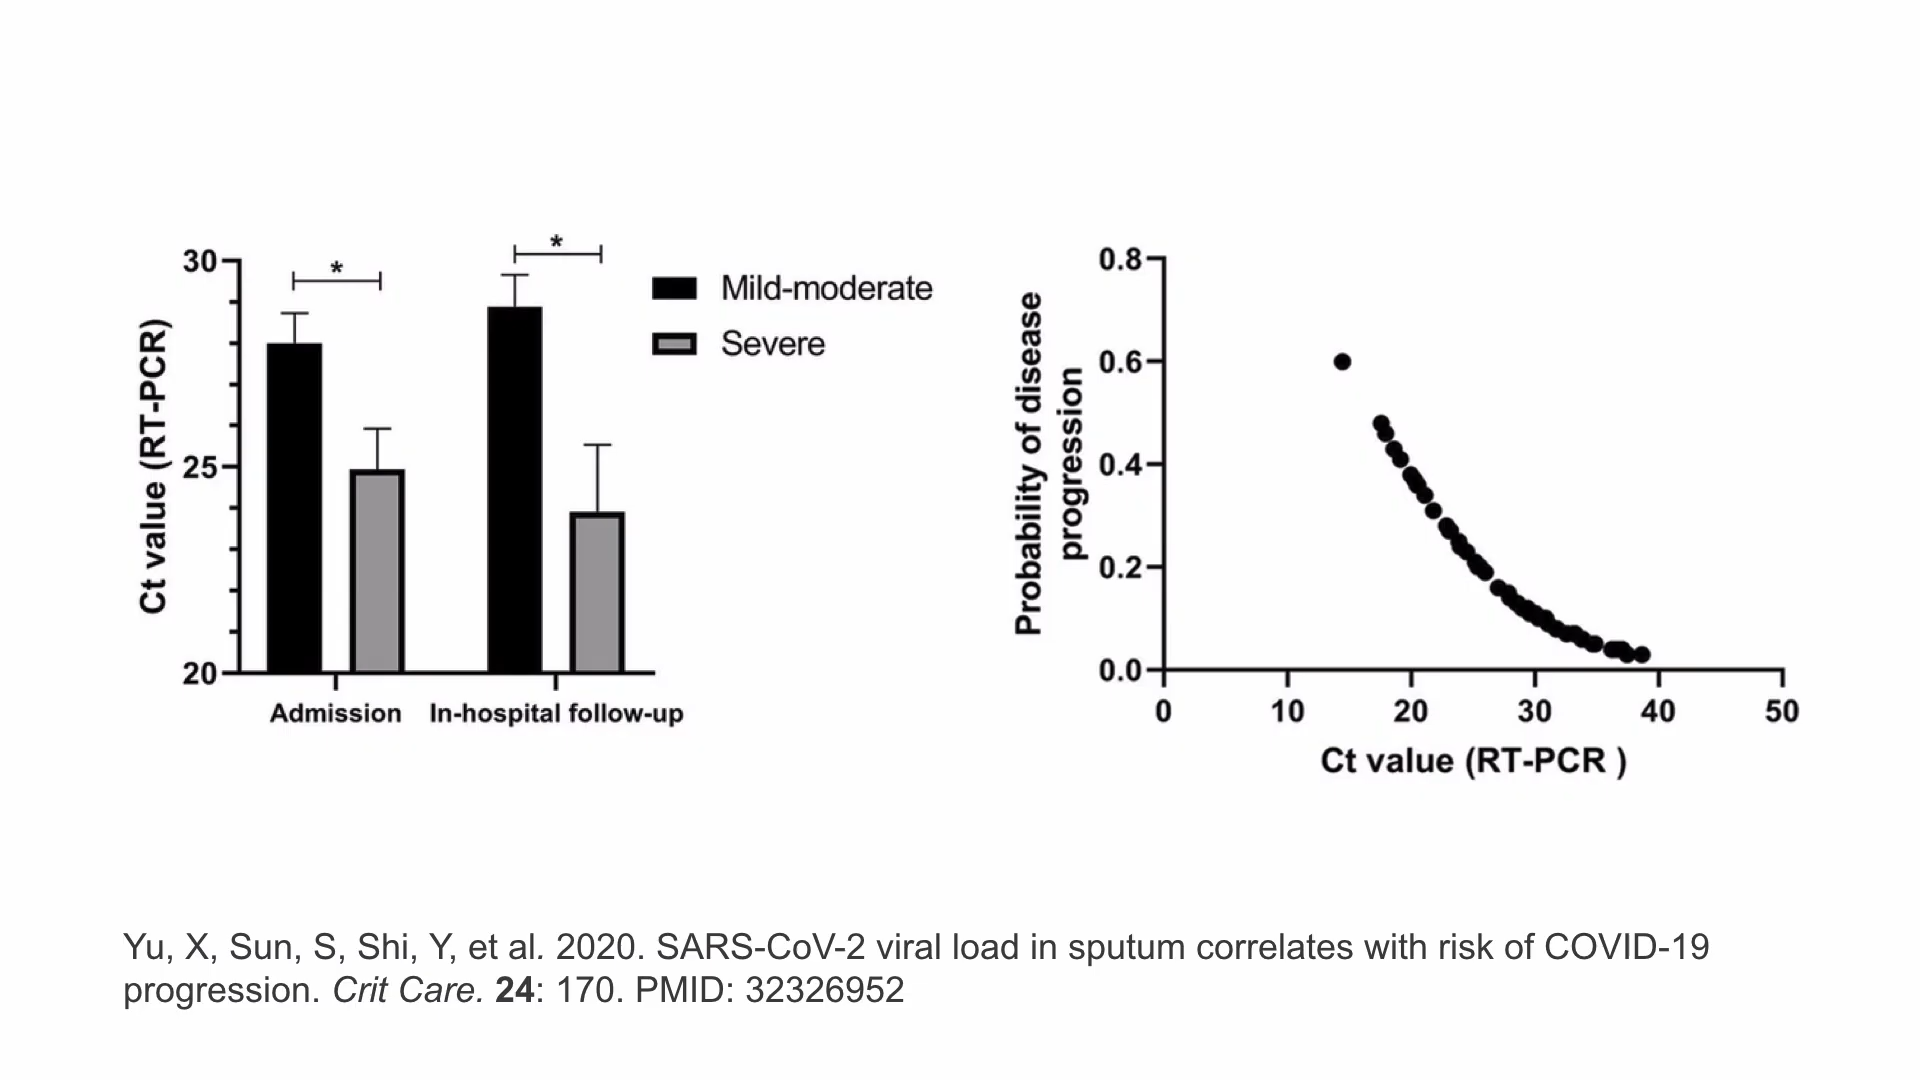 30
25
20
Ct value (RT-PCR)
*
*
Mild-moderate
Severe
Admission
In-hospital follow-up
0.8
0.6
0.4
0.2
0.0
Probability of disease
progression
0 10 20 30 40 50
Ct value (RT-PCR )
Yu, X, Sun, S, Shi, Y, et al. 2020. SARS-CoV-2 viral load in sputum correlates with risk of COVID-19
progression. Crit Care. 24: 170. PMID: 32326952